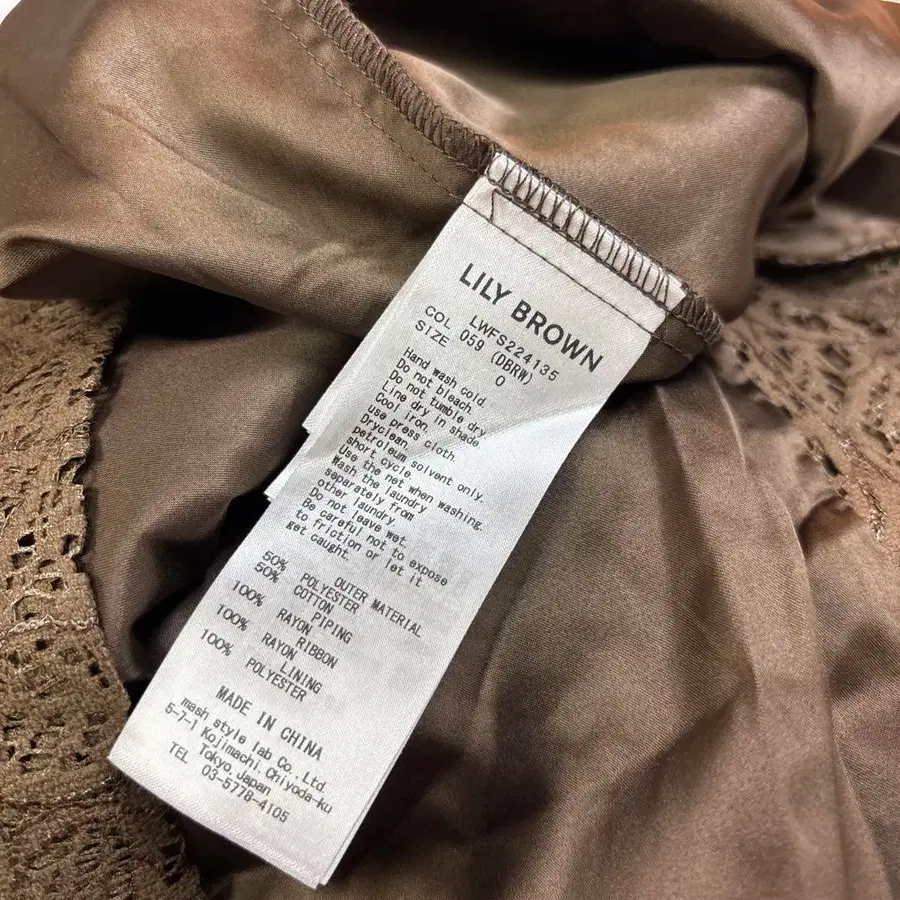 LILY BROWN
LWFS224135
COL 059 (DBRW)
SIZE 0
Hand wash cold.
Do not bleach.
Do not tumble dry
Line dry in shade
Cool iron,
use press cloth.
Dryclean.
petroleum solvent only.
short cycle.
Use the net when washing.
Wash the laundry
separately from
other laundry.
Do not leave wet.
Be careful not to expose
to friction or let it
get caught.
OUTER MATERIAL
50% POLYESTER
50% COTTON
PIPING
100% RAYON
RIBBON
100% RAYON
LINING
100% POLYESTER
MADE IN CHINA
mash style lab Co., Ltd.
5-7-1 Kojimachi, Chiyoda-ku
Tokyo, Japan
TEL 03-5778-4105